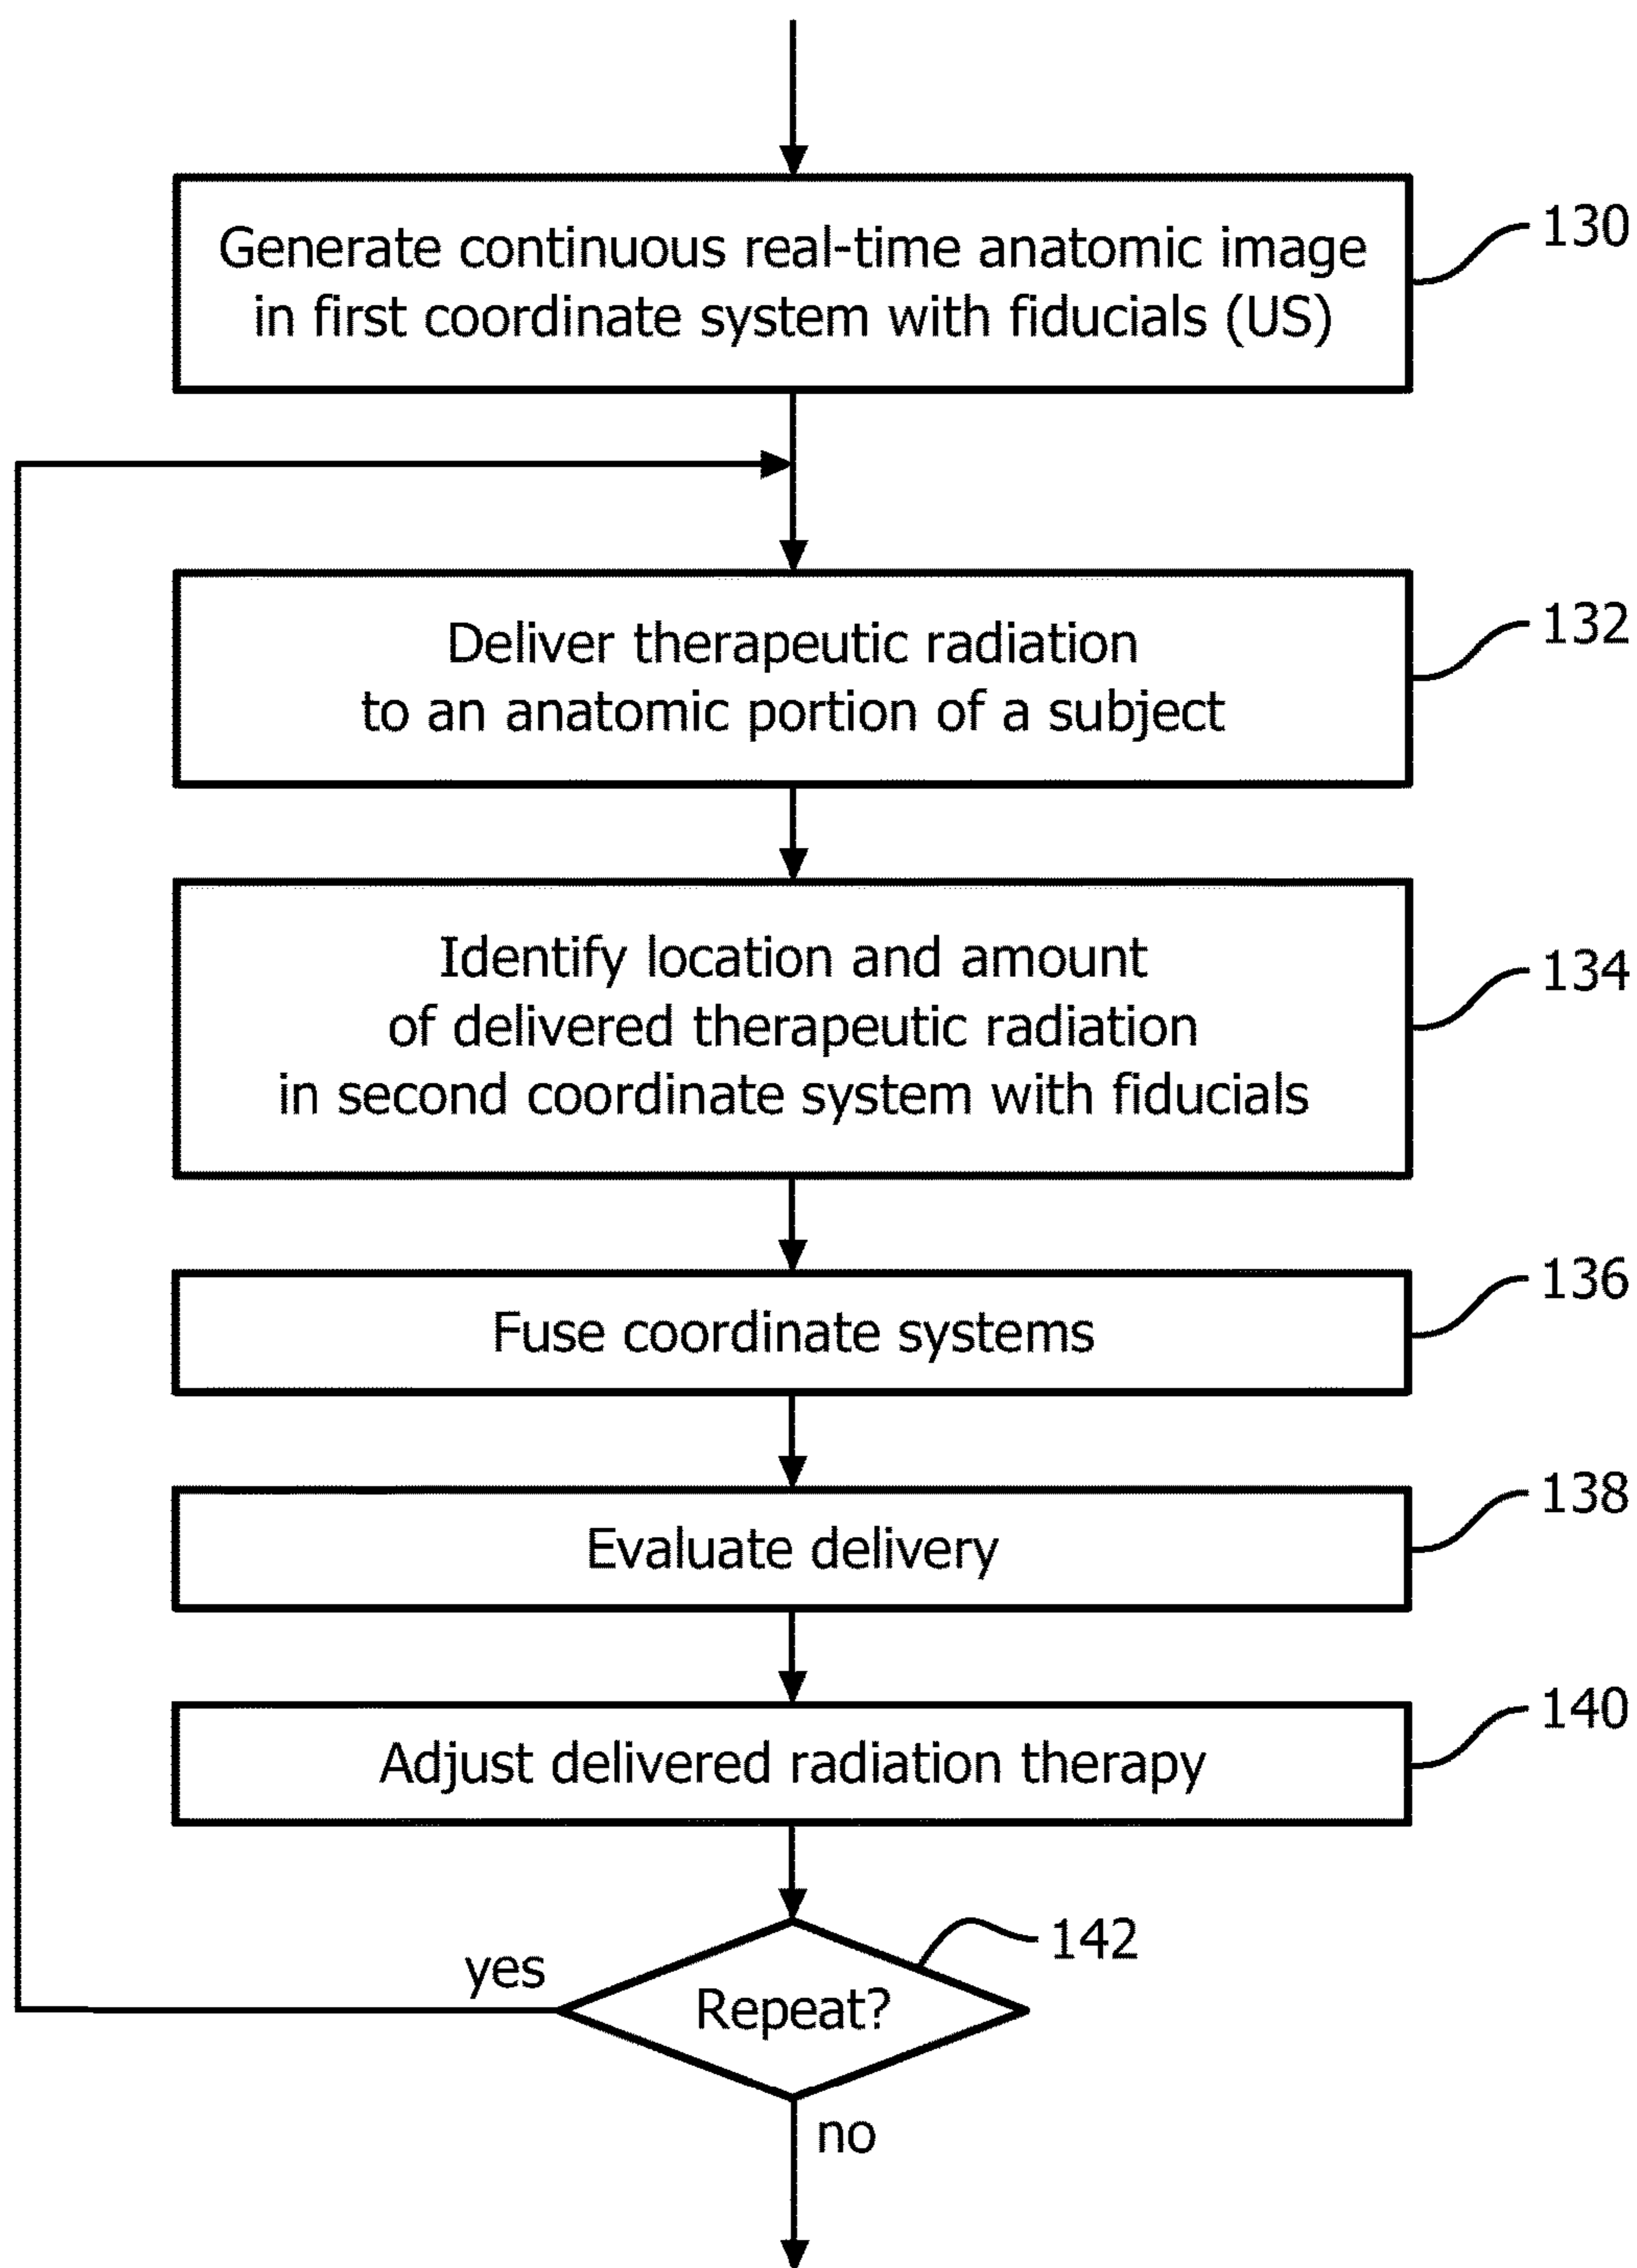 Generate continuous real-time anatomic image
in first coordinate system with fiducials (US)
130
Deliver therapeutic radiation
to an anatomic portion of a subject
132
Identify location and amount
of delivered therapeutic radiation
in second coordinate system with fiducials
134
Fuse coordinate systems
136
Evaluate delivery
138
Adjust delivered radiation therapy
140
142
yes
Repeat?
no